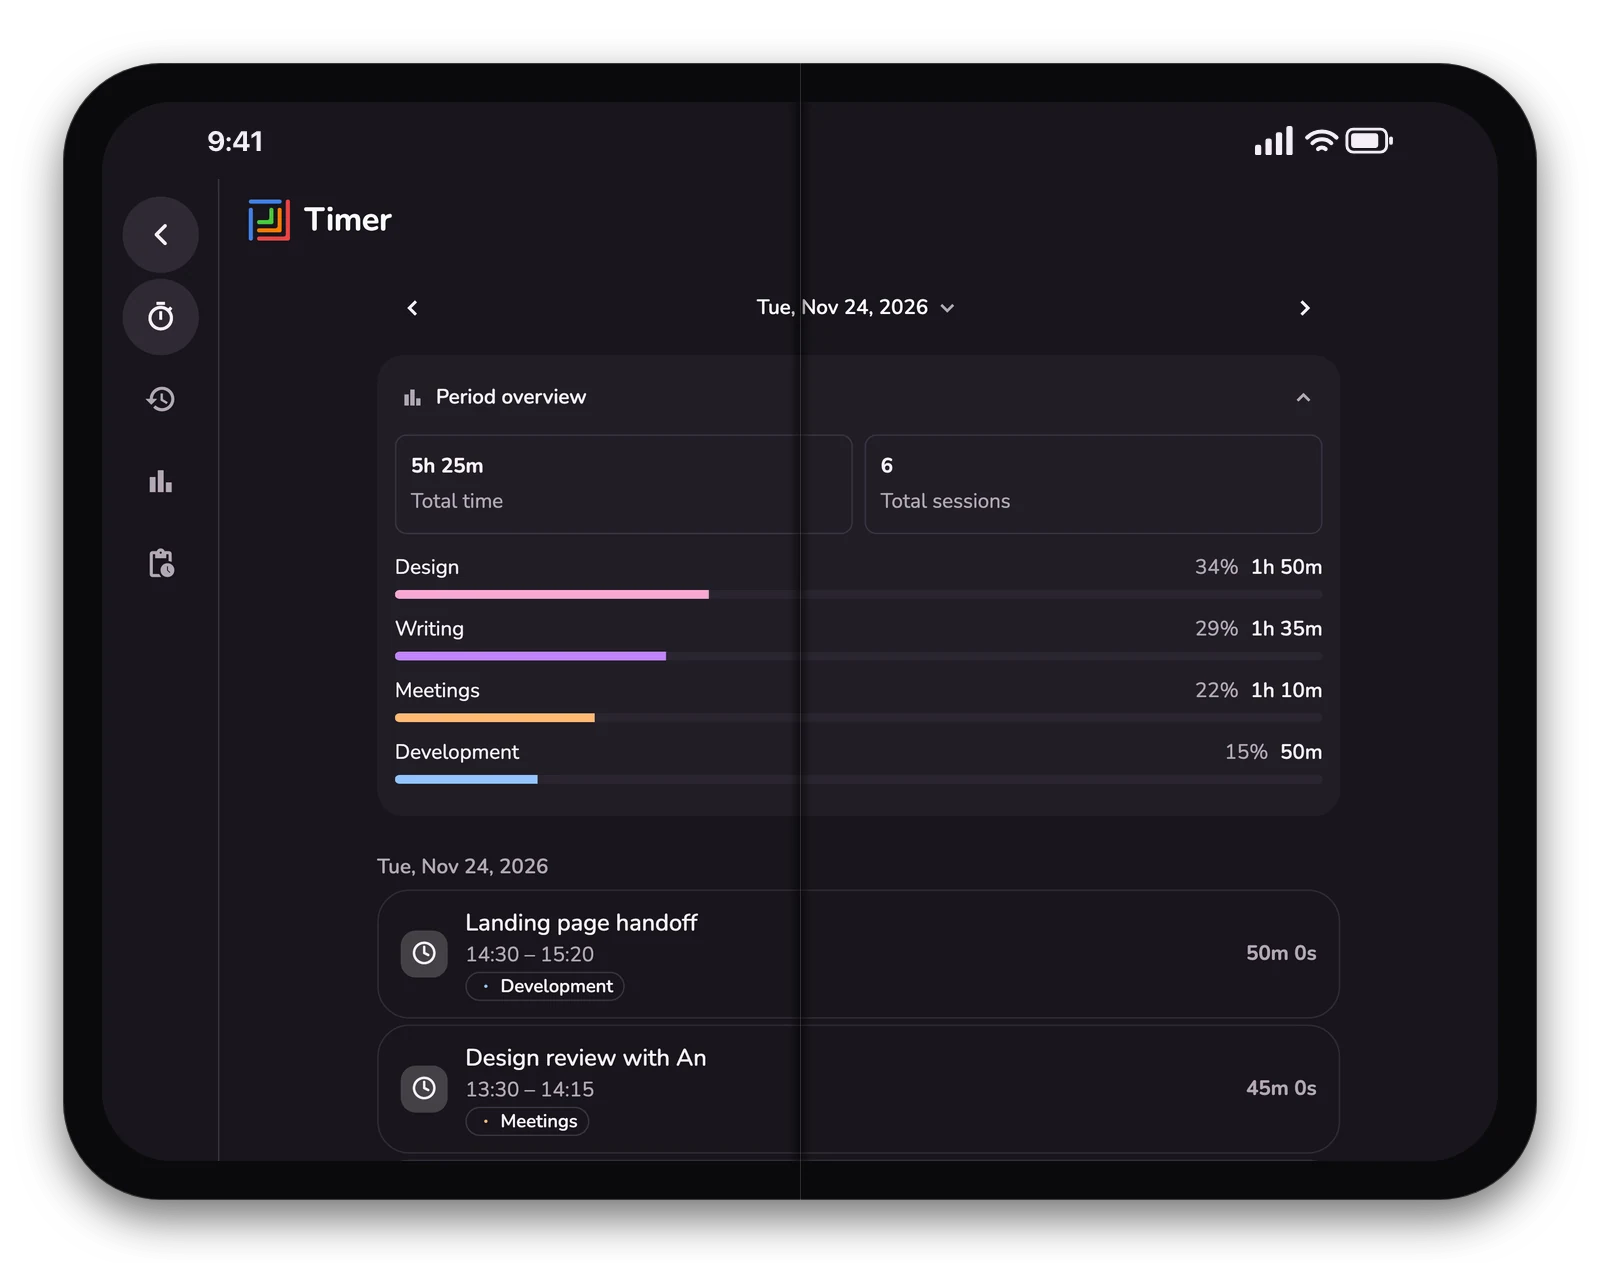 9:41
Timer
Tue, Nov 24, 2026
Period overview
5h 25m
Total time
6
Total sessions
Design 34% 1h 50m
Writing 29% 1h 35m
Meetings 22% 1h 10m
Development 15% 50m
Tue, Nov 24, 2026
Landing page handoff
14:30 – 15:20
50m 0s
Development
Design review with An
13:30 – 14:15
45m 0s
Meetings